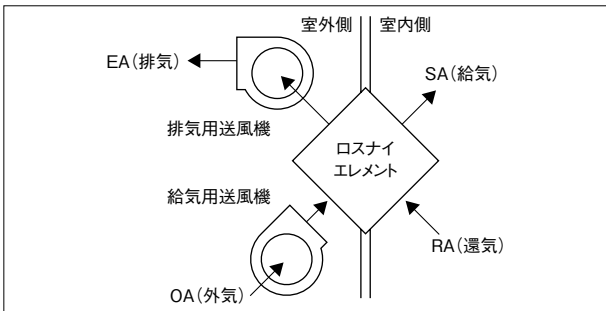 室外側
室内側
EA（排気）
SA（給気）
排気用送風機
ロスナイ
エレメント
給気用送風機
RA（還気）
OA（外気）